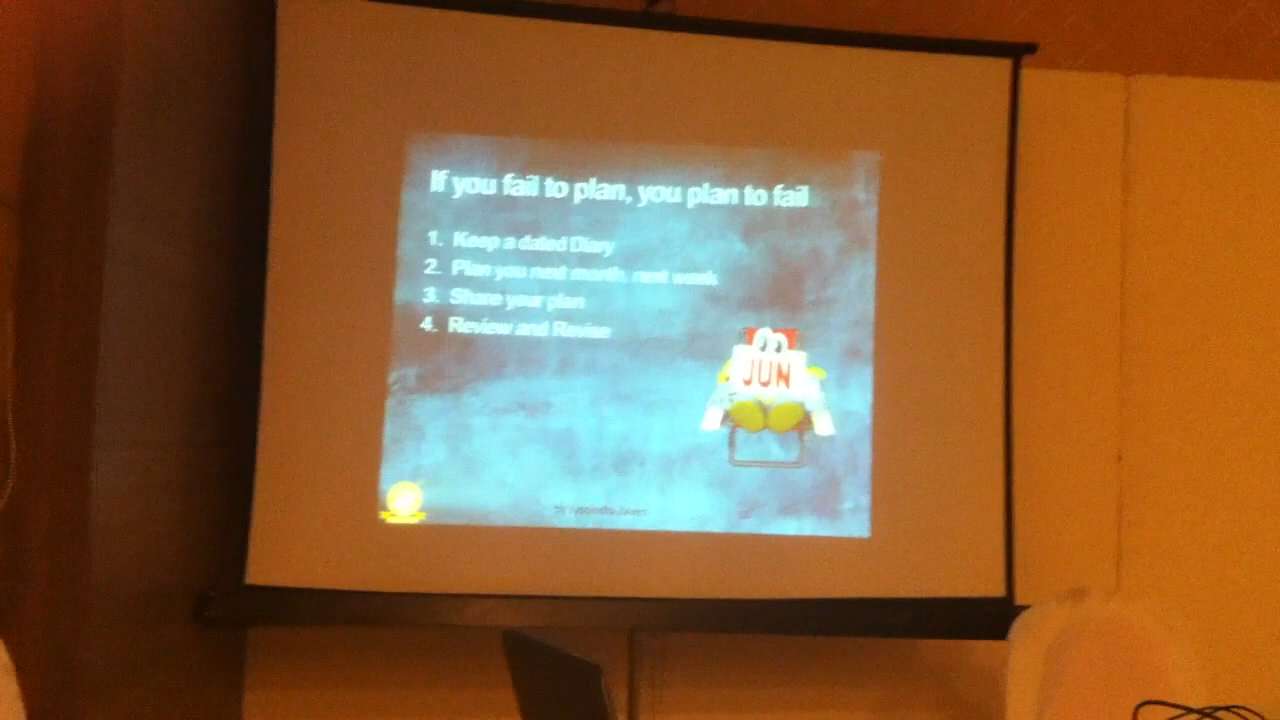 If you fail to plan, you plan to fail
1. Keep a dated Diary
2. Plan you next month, next week
3. Share your plan
4. Review and Revise
JUN